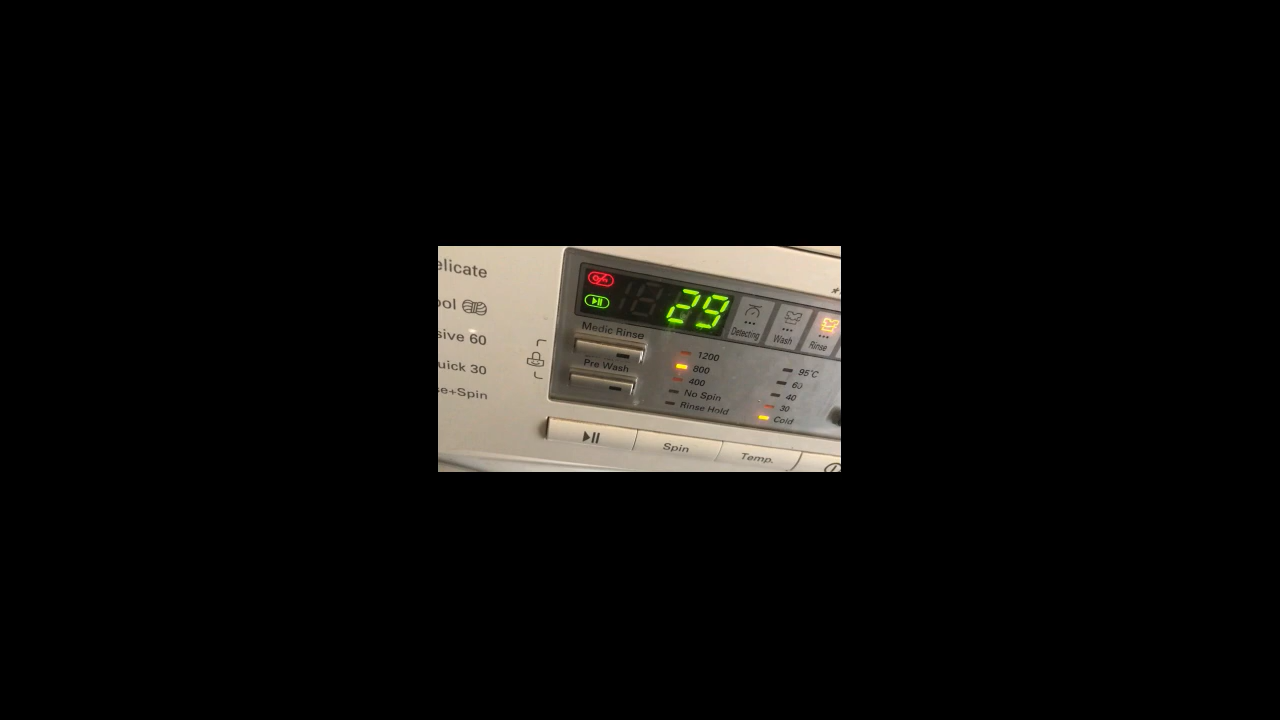 elicate
ool
sive 60
uick 30
e+Spin
29
Medic Rinse
Pre Wash
Detecting
Wash
Rinse
1200
800
400
No Spin
Rinse Hold
95°C
60
40
30
Cold
Spin
Temp.